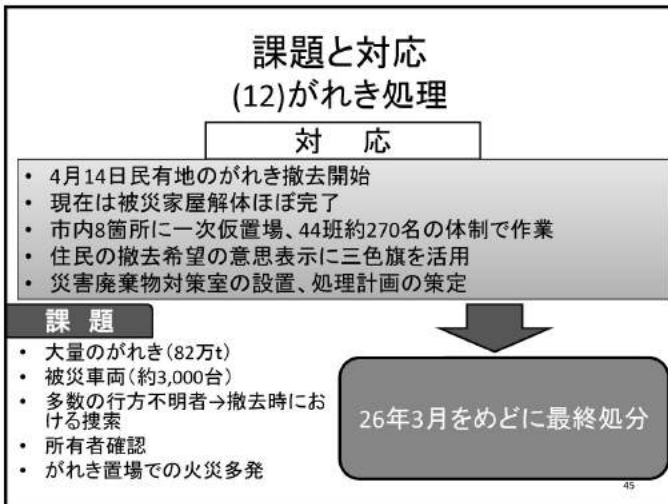 課題と対応
(12)がれき処理
対　応
• 4月14日民有地のがれき撤去開始
• 現在は被災家屋解体ほぼ完了
• 市内8箇所に一次仮置場、44班約270名の体制で作業
• 住民の撤去希望の意思表示に三色旗を活用
• 災害廃棄物対策室の設置、処理計画の策定
課　題
• 大量のがれき(82万t)
• 被災車両(約3,000台)
• 多数の行方不明者→撤去時にお
ける捜索
• 所有者確認
• がれき置場での火災多発
26年3月をめどに最終処分
45